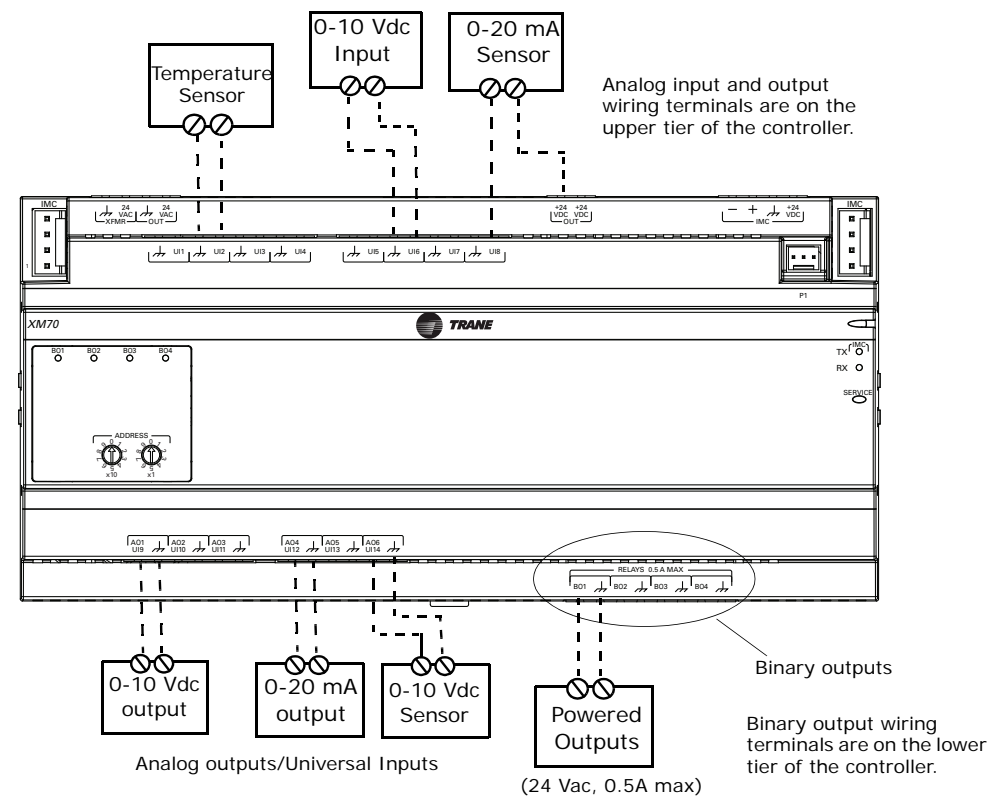 0-10 Vdc
Input
0-20 mA
Sensor
Temperature
Sensor
Analog input and output
wiring terminals are on the
upper tier of the controller.
IMC
24
VAC
24
VAC
XFMR OUT
+24
VDC
+24
VDC
OUT
− +
+24
VDC
IMC
IMC
1
UI1 UI2 UI3 UI4
UI5 UI6 UI7 UI8
P1
XM70
TRANE
BO1 BO2 BO3 BO4
IMC
TX
RX
SERVICE
ADDRESS
x10 x1
AO1
UI9
AO2
UI10
AO3
UI11
AO4
UI12
AO5
UI13
AO6
UI14
RELAYS 0.5 A MAX
BO1 BO2 BO3 BO4
0-10 Vdc
output
0-20 mA
output
0-10 Vdc
Sensor
Powered
Outputs
Binary outputs
Analog outputs/Universal Inputs
(24 Vac, 0.5A max)
Binary output wiring
terminals are on the lower
tier of the controller.